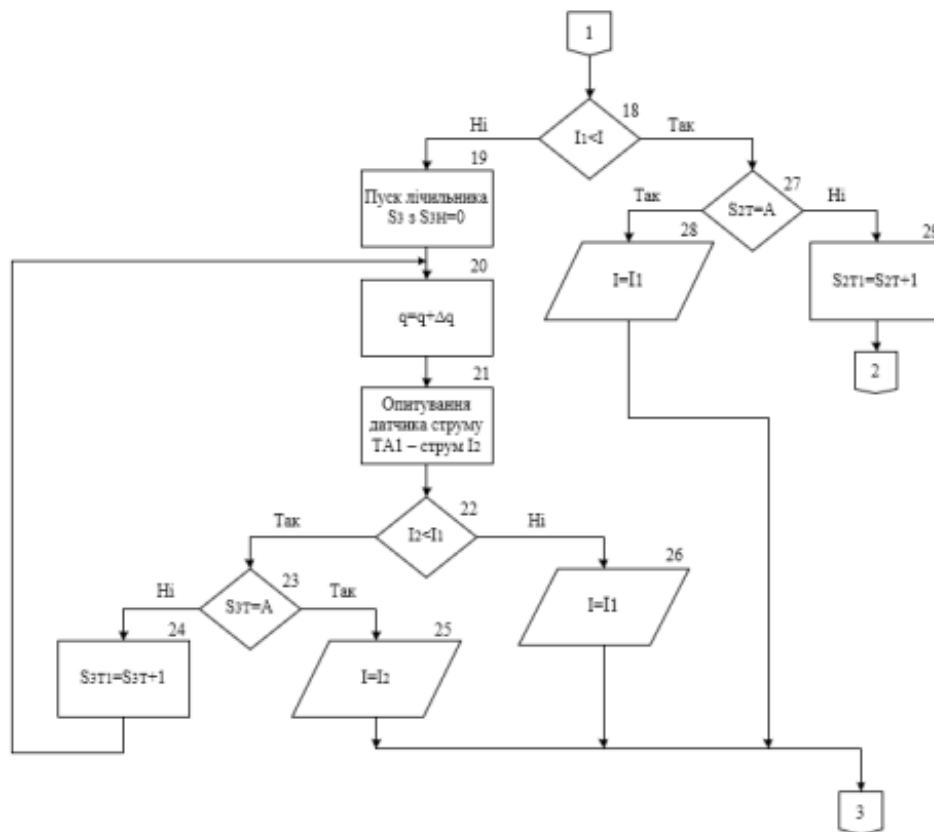 1
18
I1<I
Ні
Так
19
Пуск лічильника
S3 з S3Н=0
27
S2Т=А
Так
Ні
28
I=I1
29
S2Т1=S2Т+1
20
q=q+Δq
2
21
Опитування
датчика струму
ТА1 – струм I2
22
I2<I1
Так
Ні
23
S3Т=А
Ні
Так
26
I=I1
24
S3Т1=S3Т+1
25
I=I2
3